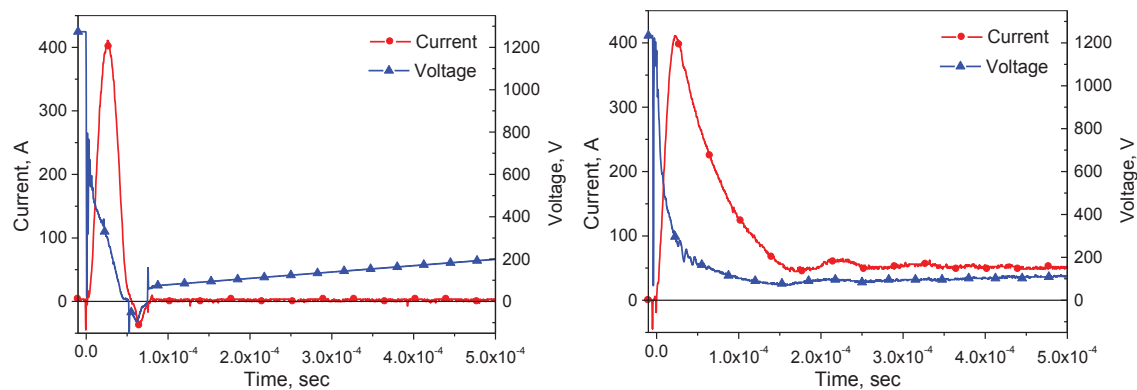 400
300
200
100
0
Current, A
1200
1000
800
600
400
200
0
Voltage, V
Current
Voltage
0.0
1.0x10⁻⁴
2.0x10⁻⁴
3.0x10⁻⁴
4.0x10⁻⁴
5.0x10⁻⁴
Time, sec
400
300
200
100
0
Current, A
1200
1000
800
600
400
200
0
Voltage, V
Current
Voltage
0.0
1.0x10⁻⁴
2.0x10⁻⁴
3.0x10⁻⁴
4.0x10⁻⁴
5.0x10⁻⁴
Time, sec